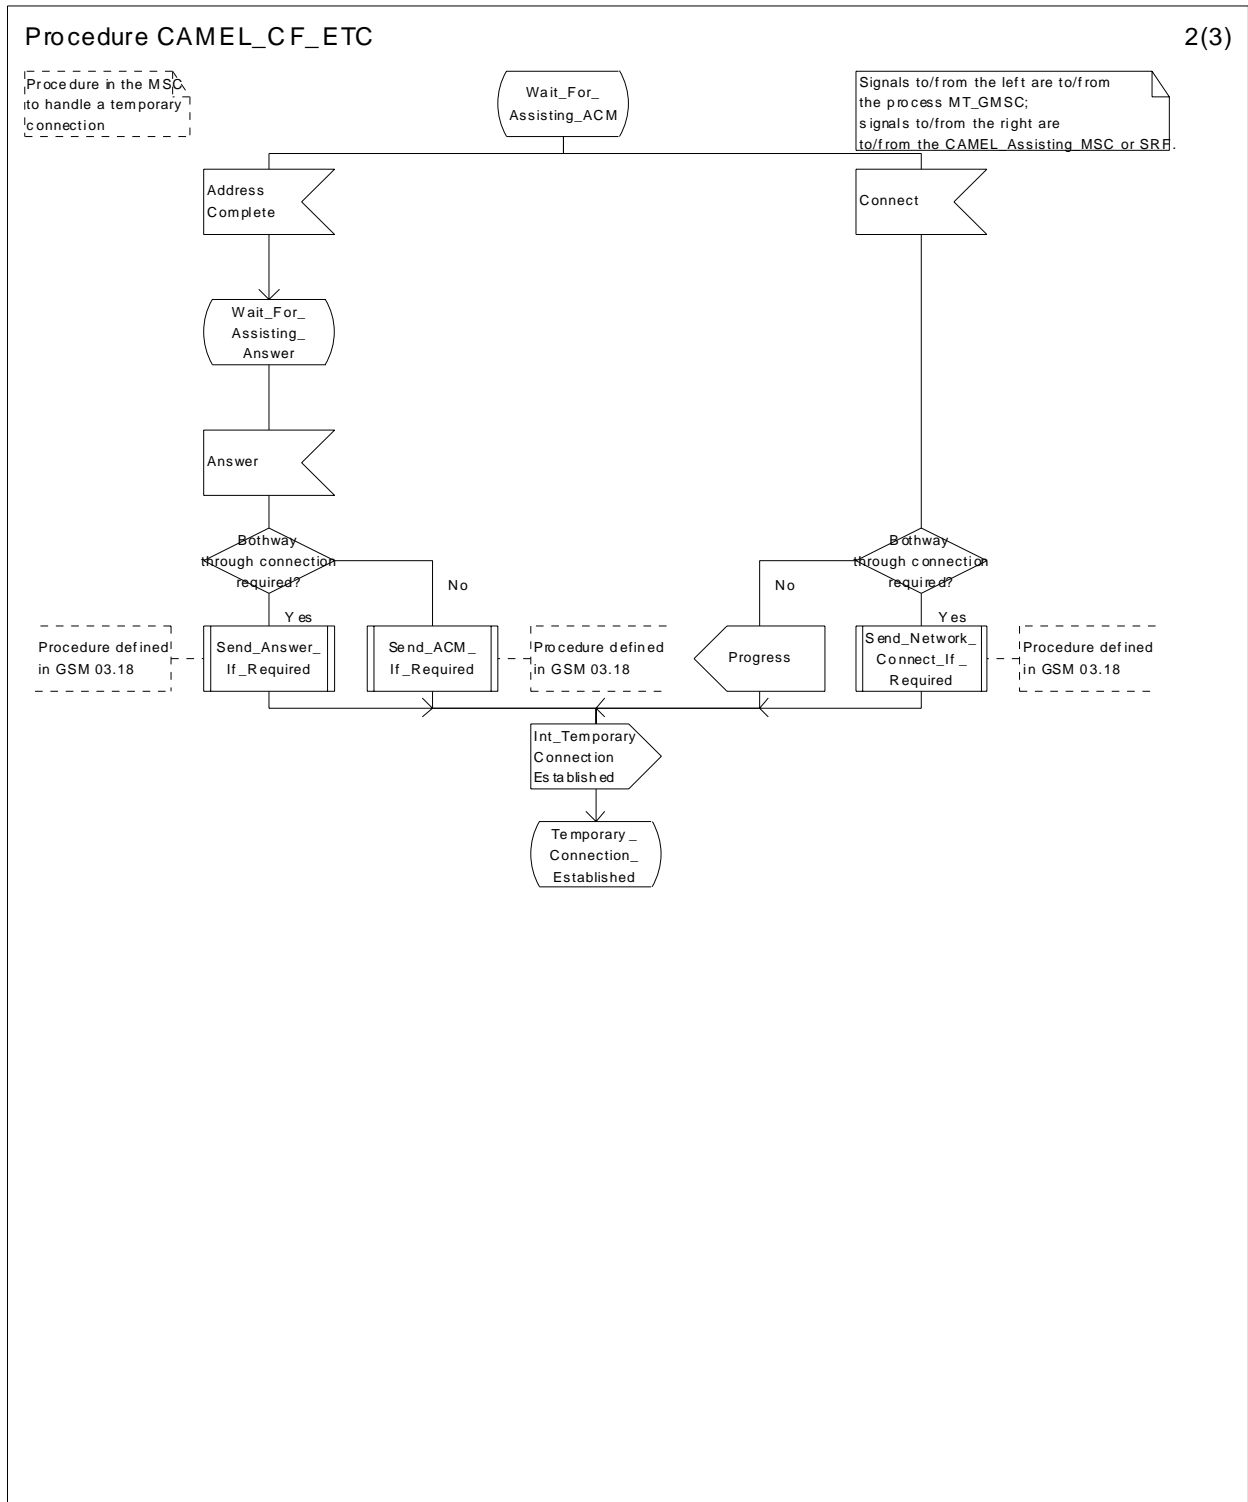 Procedure CAMEL_CF_ETC
2(3)
Procedure in the MSC
to handle a temporary
connection
Wait_For_
Assisting_ACM
Signals to/from the left are to/from
the process MT_GMSC;
signals to/from the right are
to/from the CAMEL_Assisting_MSC or SRF.
Address
Complete
Connect
Wait_For_
Assisting_
Answer
Answer
Bothway
through connection
required?
No
Yes
Bothway
through connection
required?
No
Yes
Procedure defined
in GSM 03.18
Send_Answer_
If_Required
Send_ACM_
If_Required
Procedure defined
in GSM 03.18
Progress
Send_Network_
Connect_If_
Required
Procedure defined
in GSM 03.18
Int_Temporary
Connection
Established
Temporary_
Connection_
Established